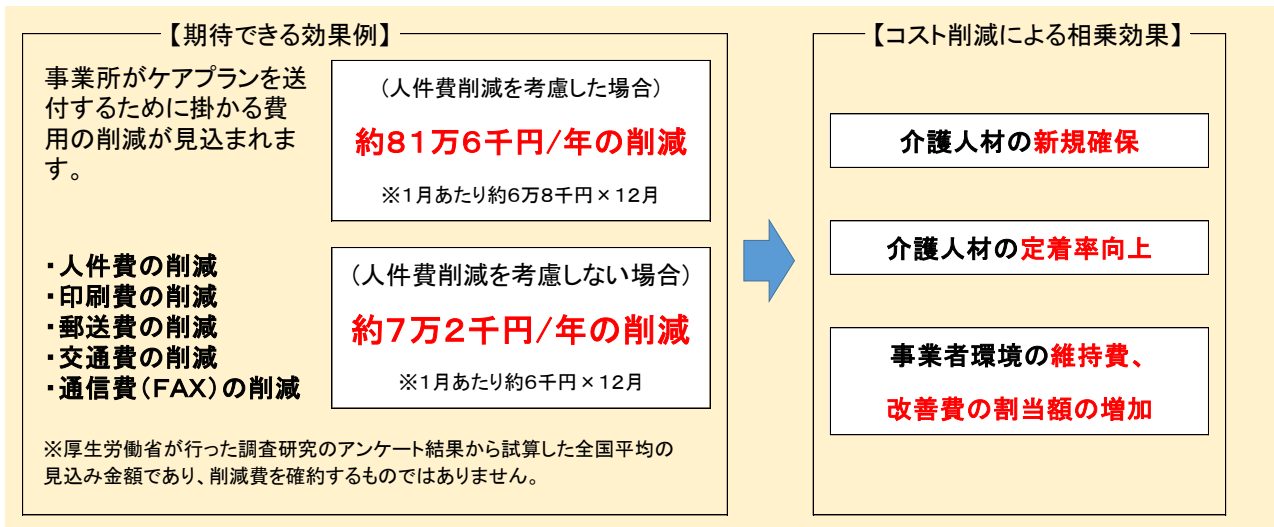 【期待できる効果例】
事業所がケアプランを送
付するために掛かる費
用の削減が見込まれま
す。
・人件費の削減
・印刷費の削減
・郵送費の削減
・交通費の削減
・通信費（FAX）の削減
（人件費削減を考慮した場合）
約８１万６千円/年の削減
※１月あたり約6万８千円×１２月
（人件費削減を考慮しない場合）
約７万２千円/年の削減
※１月あたり約6千円×１２月
※厚生労働省が行った調査研究のアンケート結果から試算した全国平均の
見込み金額であり、削減費を確約するものではありません。
【コスト削減による相乗効果】
介護人材の新規確保
介護人材の定着率向上
事業者環境の維持費、
改善費の割当額の増加